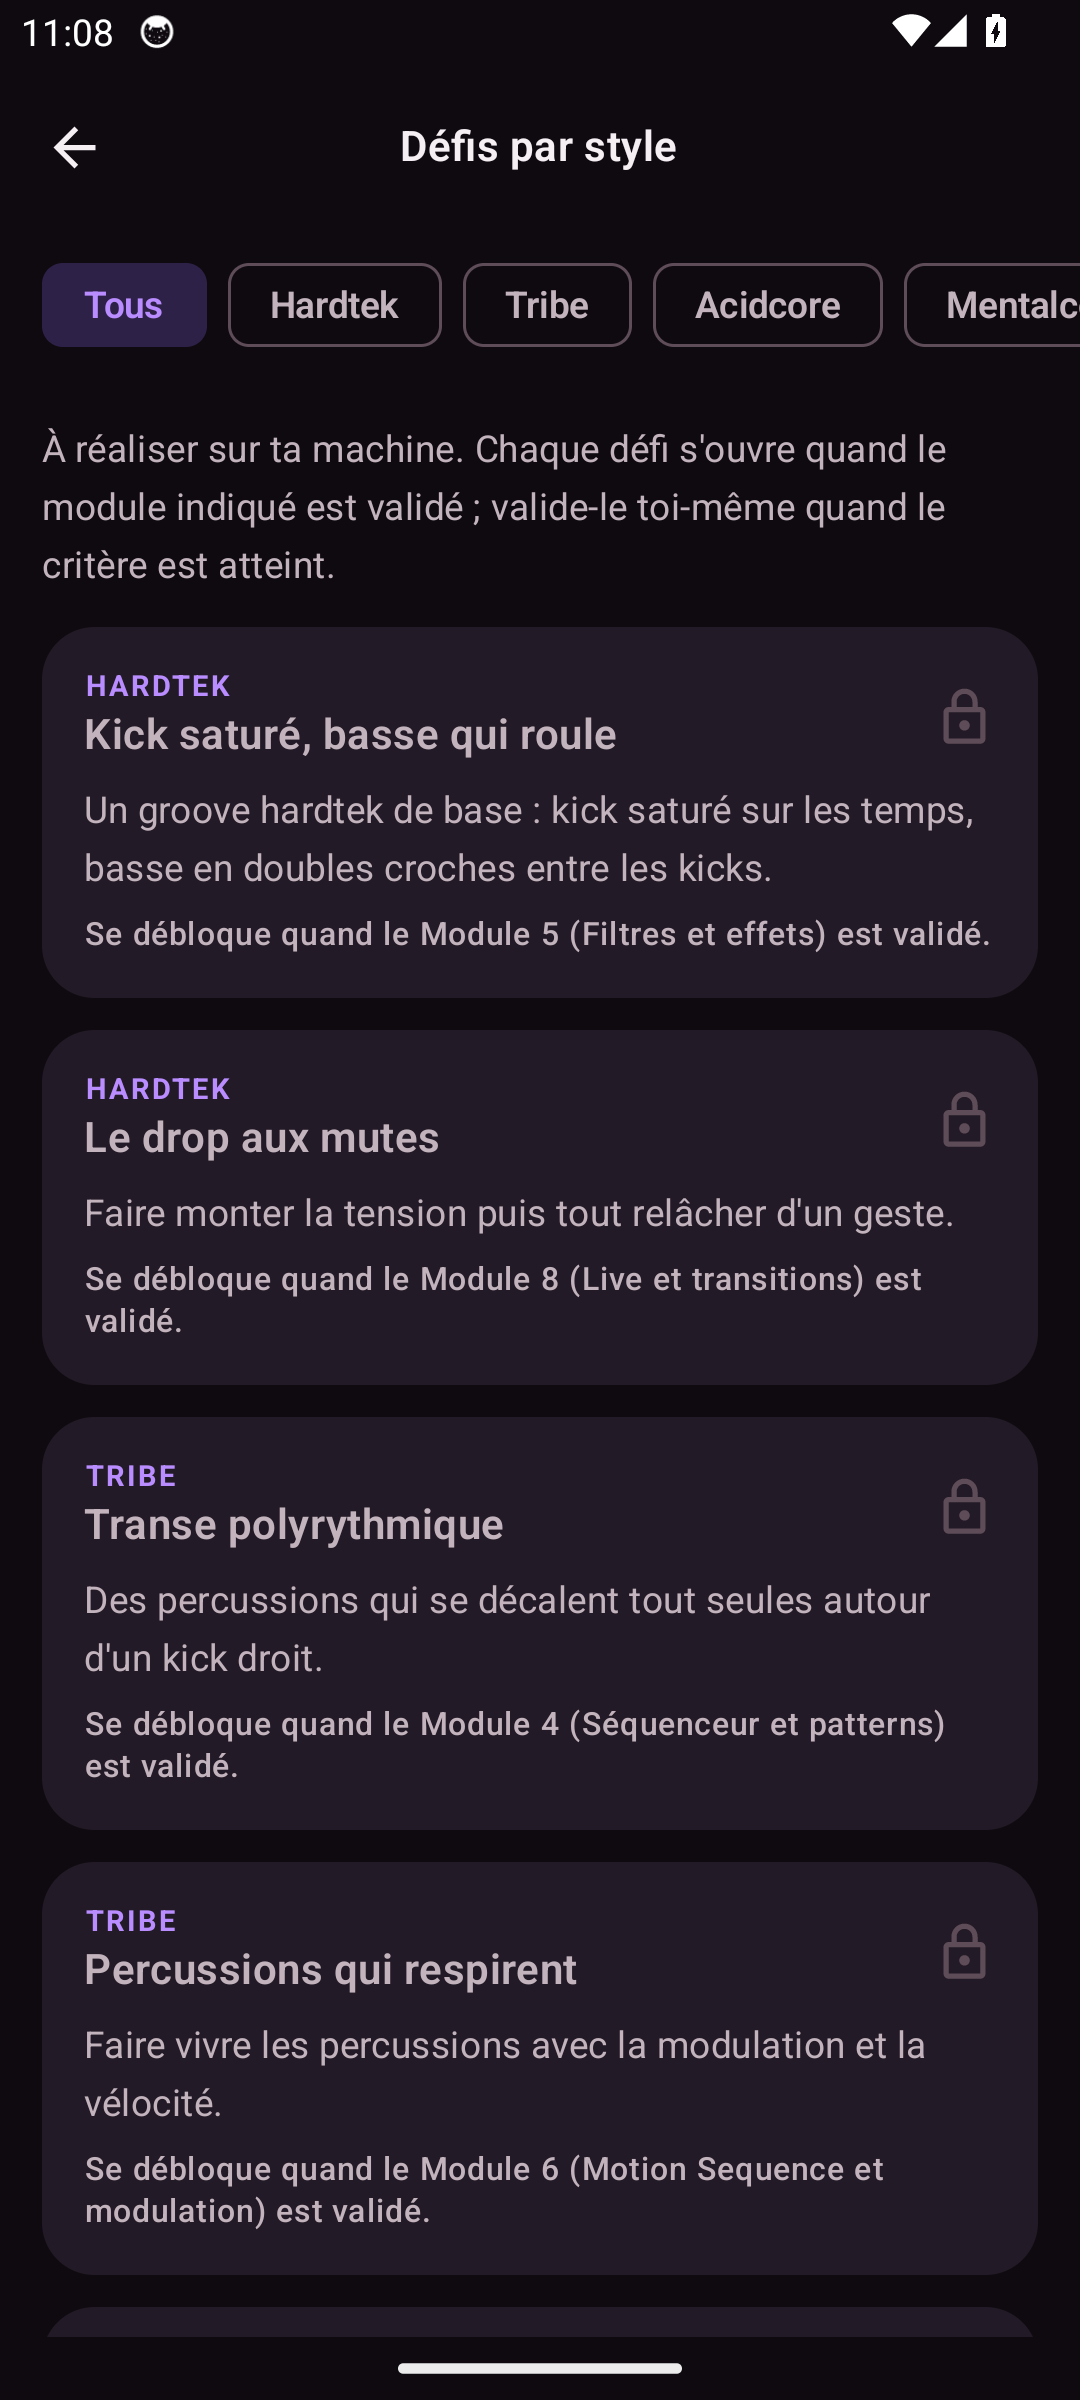 11:08
Défis par style
Tous
Hardtek
Tribe
Acidcore
Mentalc
À réaliser sur ta machine. Chaque défi s'ouvre quand le
module indiqué est validé ; valide-le toi-même quand le
critère est atteint.
HARDTEK
Kick saturé, basse qui roule
Un groove hardtek de base : kick saturé sur les temps,
basse en doubles croches entre les kicks.
Se débloque quand le Module 5 (Filtres et effets) est validé.
HARDTEK
Le drop aux mutes
Faire monter la tension puis tout relâcher d'un geste.
Se débloque quand le Module 8 (Live et transitions) est
validé.
TRIBE
Transe polyrythmique
Des percussions qui se décalent tout seules autour
d'un kick droit.
Se débloque quand le Module 4 (Séquenceur et patterns)
est validé.
TRIBE
Percussions qui respirent
Faire vivre les percussions avec la modulation et la
vélocité.
Se débloque quand le Module 6 (Motion Sequence et
modulation) est validé.